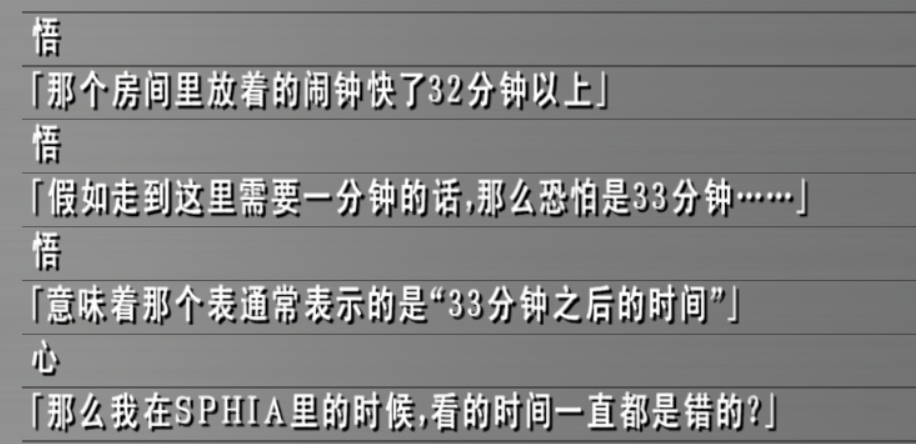 悟
「那个房间里放着的闹钟快了32分钟以上」
悟
「假如走到这里需要一分钟的话,那么恐怕是33分钟……」
悟
「意味着那个表通常表示的是“33分钟之后的时间”」
心
「那么我在SPHIA里的时候,看的时间一直都是错的?」